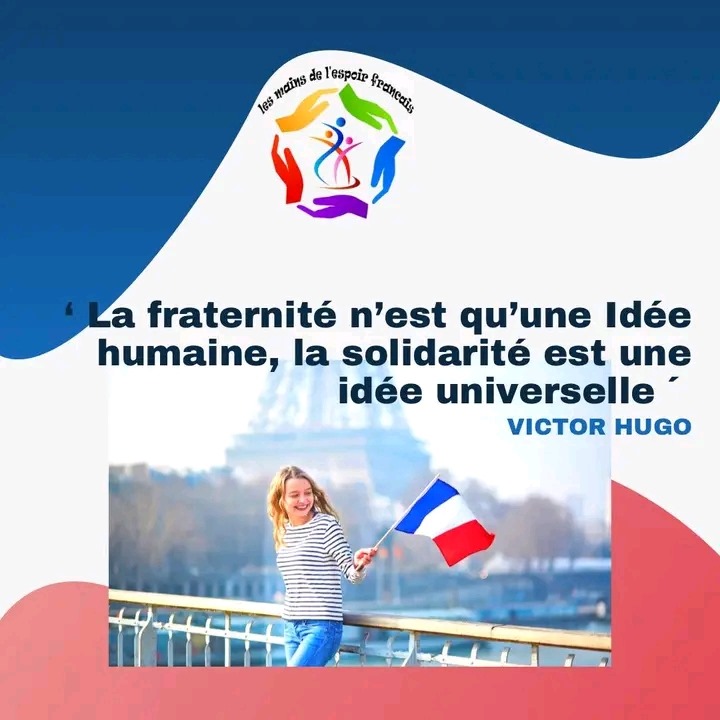 les mains de l'espoir français
‘ La fraternité n’est qu’une Idée
humaine, la solidarité est une
idée universelle ´
VICTOR HUGO